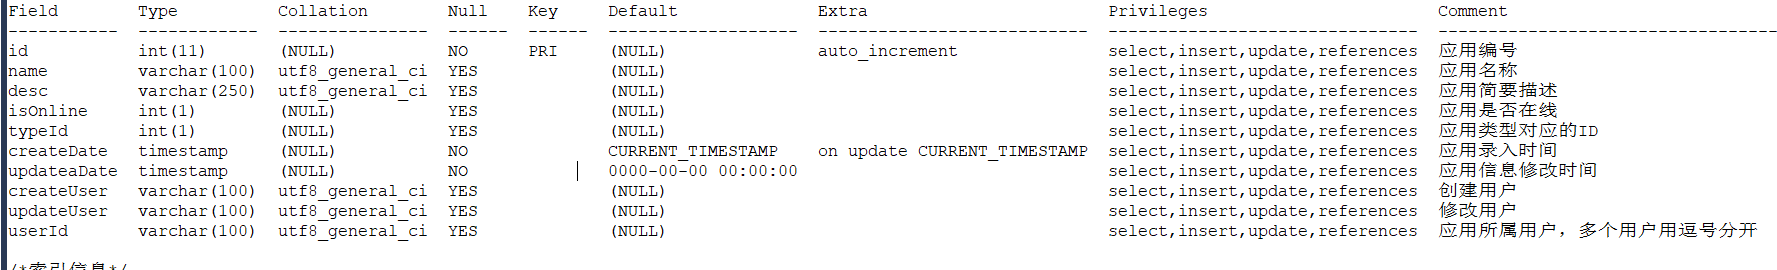 Field Type Collation Null Key Default Extra Privileges Comment
----------- ------------ --------------- ------ ------ ------------------- --------------------------- ------------------------------- ----------------------------------
id int(11) (NULL) NO PRI (NULL) auto_increment select,insert,update,references 应用编号
name varchar(100) utf8_general_ci YES (NULL) select,insert,update,references 应用名称
desc varchar(250) utf8_general_ci YES (NULL) select,insert,update,references 应用简要描述
isOnline int(1) (NULL) YES (NULL) select,insert,update,references 应用是否在线
typeId int(1) (NULL) YES (NULL) select,insert,update,references 应用类型对应的ID
createDate timestamp (NULL) NO CURRENT_TIMESTAMP on update CURRENT_TIMESTAMP select,insert,update,references 应用录入时间
updateaDate timestamp (NULL) NO 0000-00-00 00:00:00 select,insert,update,references 应用信息修改时间
createUser varchar(100) utf8_general_ci YES (NULL) select,insert,update,references 创建用户
updateUser varchar(100) utf8_general_ci YES (NULL) select,insert,update,references 修改用户
userId varchar(100) utf8_general_ci YES (NULL) select,insert,update,references 应用所属用户，多个用户用逗号分开
/*索引信息*/